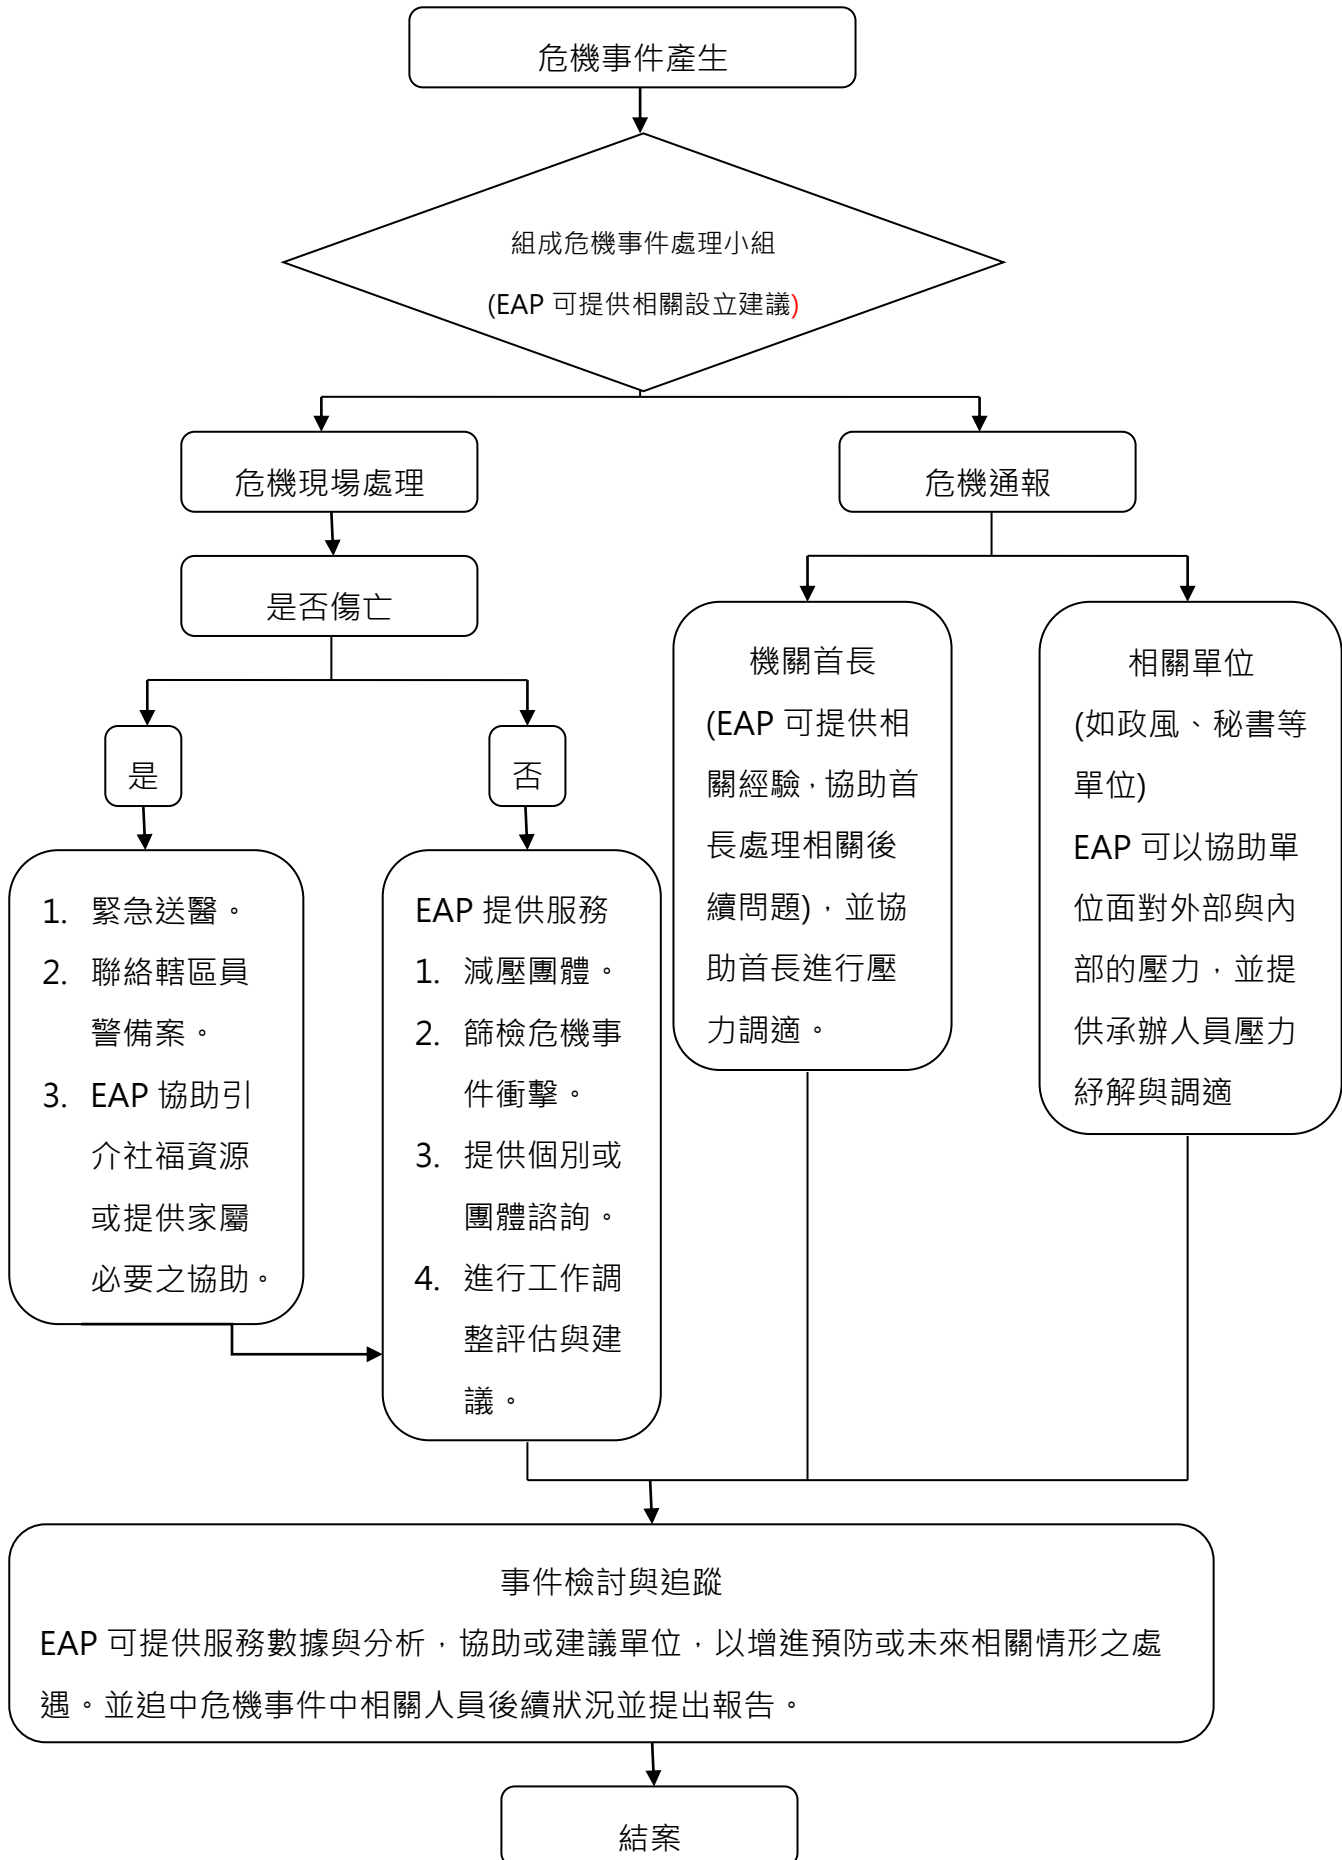 危機事件產生
組成危機事件處理小組
(EAP 可提供相關設立建議)
危機現場處理
危機通報
是否傷亡
是
否
1. 緊急送醫。
2. 聯絡轄區員
警備案。
3. EAP 協助引
介社福資源
或提供家屬
必要之協助。
EAP 提供服務
1. 減壓團體。
2. 篩檢危機事
件衝擊。
3. 提供個別或
團體諮詢。
4. 進行工作調
整評估與建
議。
機關首長
(EAP 可提供相
關經驗，協助首
長處理相關後
續問題)，並協
助首長進行壓
力調適。
相關單位
(如政風、秘書等
單位)
EAP 可以協助單
位面對外部與內
部的壓力，並提
供承辦人員壓力
紓解與調適
事件檢討與追蹤
EAP 可提供服務數據與分析，協助或建議單位，以增進預防或未來相關情形之處
遇。並追中危機事件中相關人員後續狀況並提出報告。
結案